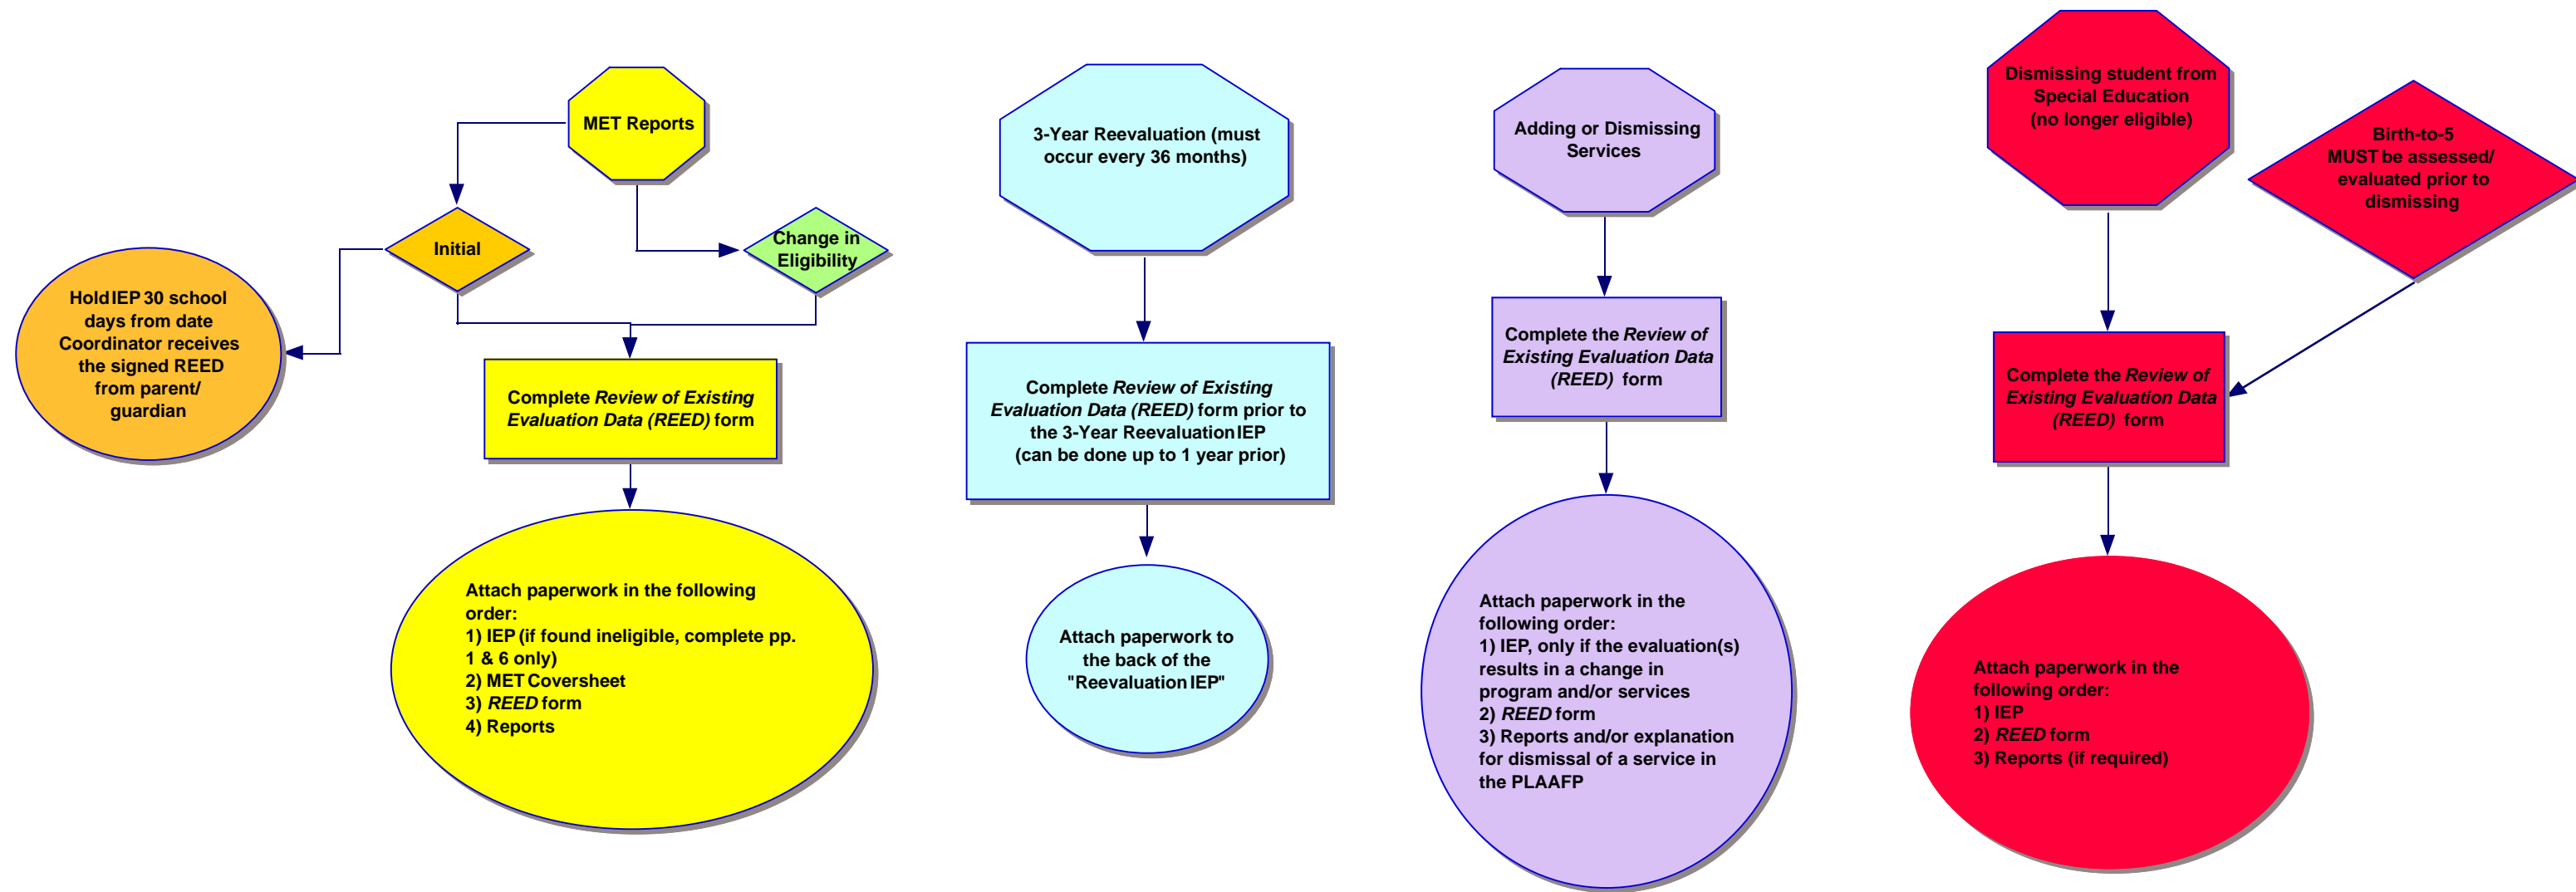 MET Reports
Initial
Change in
Eligibility
Hold IEP 30 school
days from date
Coordinator receives
the signed REED
from parent/
guardian
Complete Review of Existing
Evaluation Data (REED) form
Attach paperwork in the following
order:
1) IEP (if found ineligible, complete pp.
1 & 6 only)
2) MET Coversheet
3) REED form
4) Reports
3-Year Reevaluation (must
occur every 36 months)
Complete Review of Existing
Evaluation Data (REED) form prior to
the 3-Year Reevaluation IEP
(can be done up to 1 year prior)
Attach paperwork to
the back of the
"Reevaluation IEP"
Adding or Dismissing
Services
Complete the Review of
Existing Evaluation Data
(REED) form
Attach paperwork in the
following order:
1) IEP, only if the evaluation(s)
results in a change in
program and/or services
2) REED form
3) Reports and/or explanation
for dismissal of a service in
the PLAAFP
Dismissing student from
Special Education
(no longer eligible)
Birth-to-5
MUST be assessed/
evaluated prior to
dismissing
Complete the Review of
Existing Evaluation Data
(REED) form
Attach paperwork in the
following order:
1) IEP
2) REED form
3) Reports (if required)